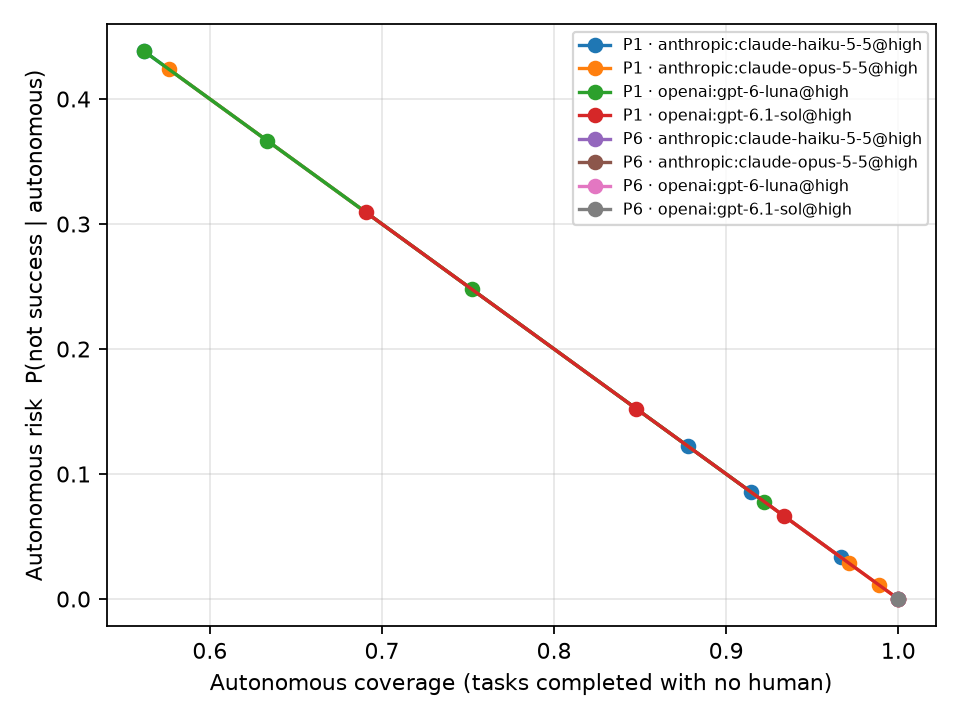 P1 · anthropic:claude-haiku-5-5@high
P1 · anthropic:claude-opus-5-5@high
P1 · openai:gpt-6-luna@high
P1 · openai:gpt-6.1-sol@high
P6 · anthropic:claude-haiku-5-5@high
P6 · anthropic:claude-opus-5-5@high
P6 · openai:gpt-6-luna@high
P6 · openai:gpt-6.1-sol@high
Autonomous risk  P(not success | autonomous)
0.4
0.3
0.2
0.1
0.0
0.6 0.7 0.8 0.9 1.0
Autonomous coverage (tasks completed with no human)